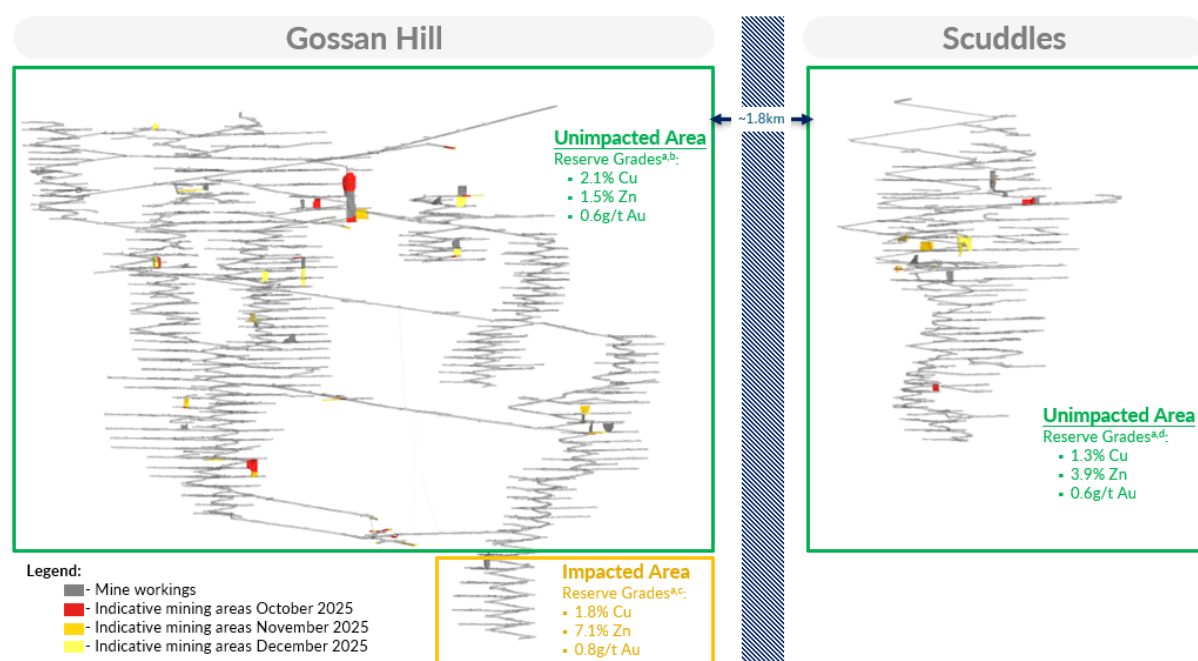 Gossan Hill
Scuddles
~1.8km
Unimpacted Area
Reserve Grades^a,b:
▪ 2.1% Cu
▪ 1.5% Zn
▪ 0.6g/t Au
Unimpacted Area
Reserve Grades^a,d:
▪ 1.3% Cu
▪ 3.9% Zn
▪ 0.6g/t Au
Legend:
- Mine workings
- Indicative mining areas October 2025
- Indicative mining areas November 2025
- Indicative mining areas December 2025
Impacted Area
Reserve Grades^a,c:
▪ 1.8% Cu
▪ 7.1% Zn
▪ 0.8g/t Au